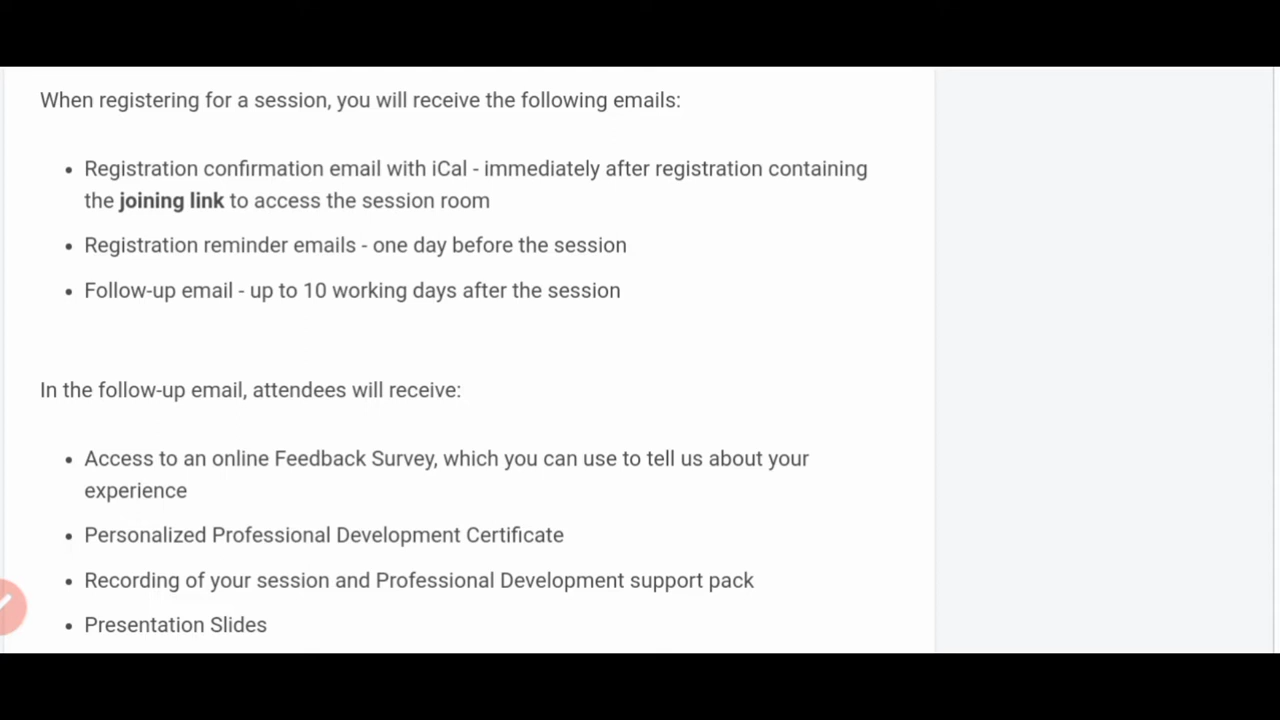 When registering for a session, you will receive the following emails:
• Registration confirmation email with iCal - immediately after registration containing
the joining link to access the session room
• Registration reminder emails - one day before the session
• Follow-up email - up to 10 working days after the session
In the follow-up email, attendees will receive:
• Access to an online Feedback Survey, which you can use to tell us about your
experience
• Personalized Professional Development Certificate
• Recording of your session and Professional Development support pack
• Presentation Slides